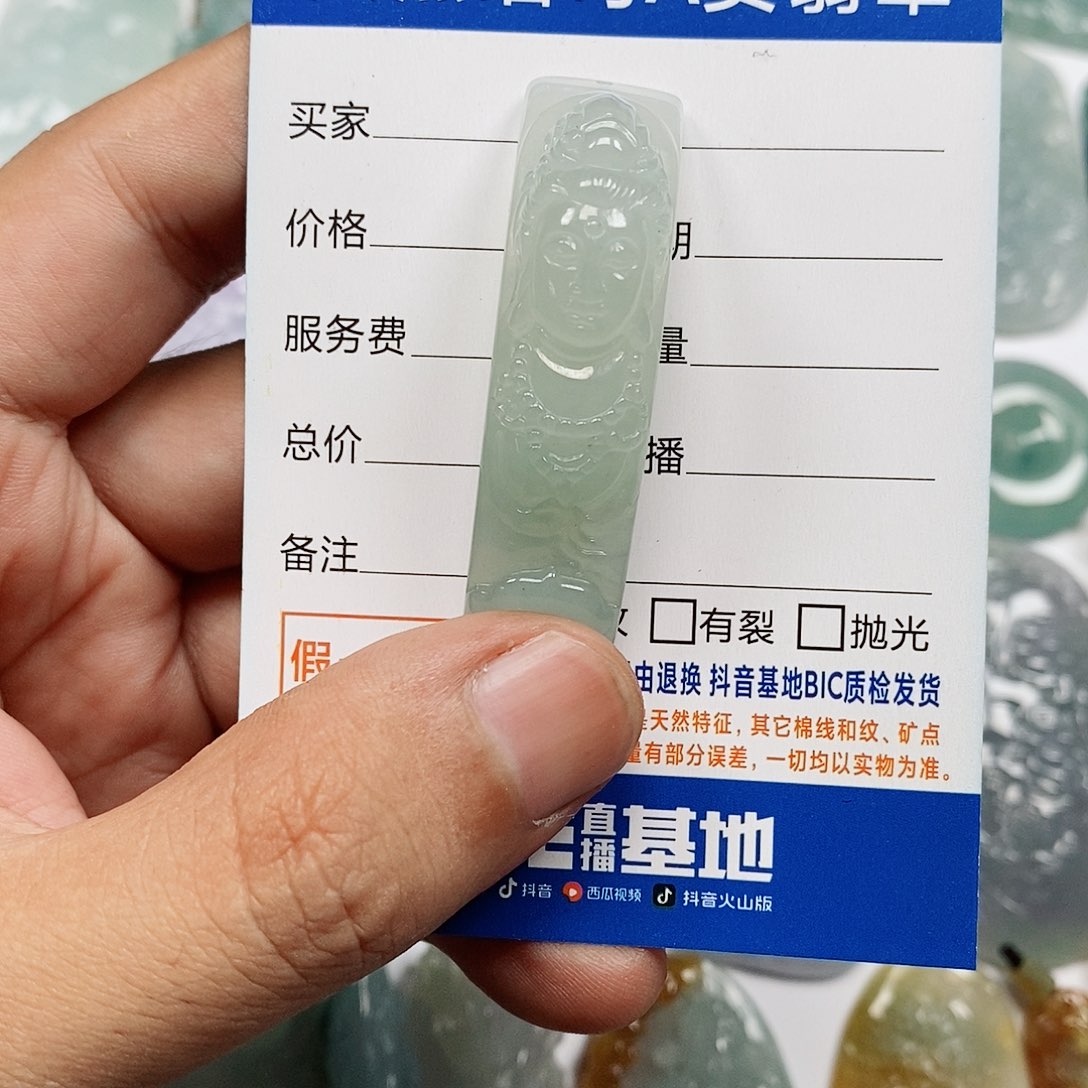 买家
价格 期
服务费 量
总价 播
备注
有裂 抛光
假
由退换 抖音基地BIC质检发货
是天然特征，其它棉线和纹、矿点
量有部分误差，一切均以实物为准。
直播基地
抖音 西瓜视频 抖音火山版